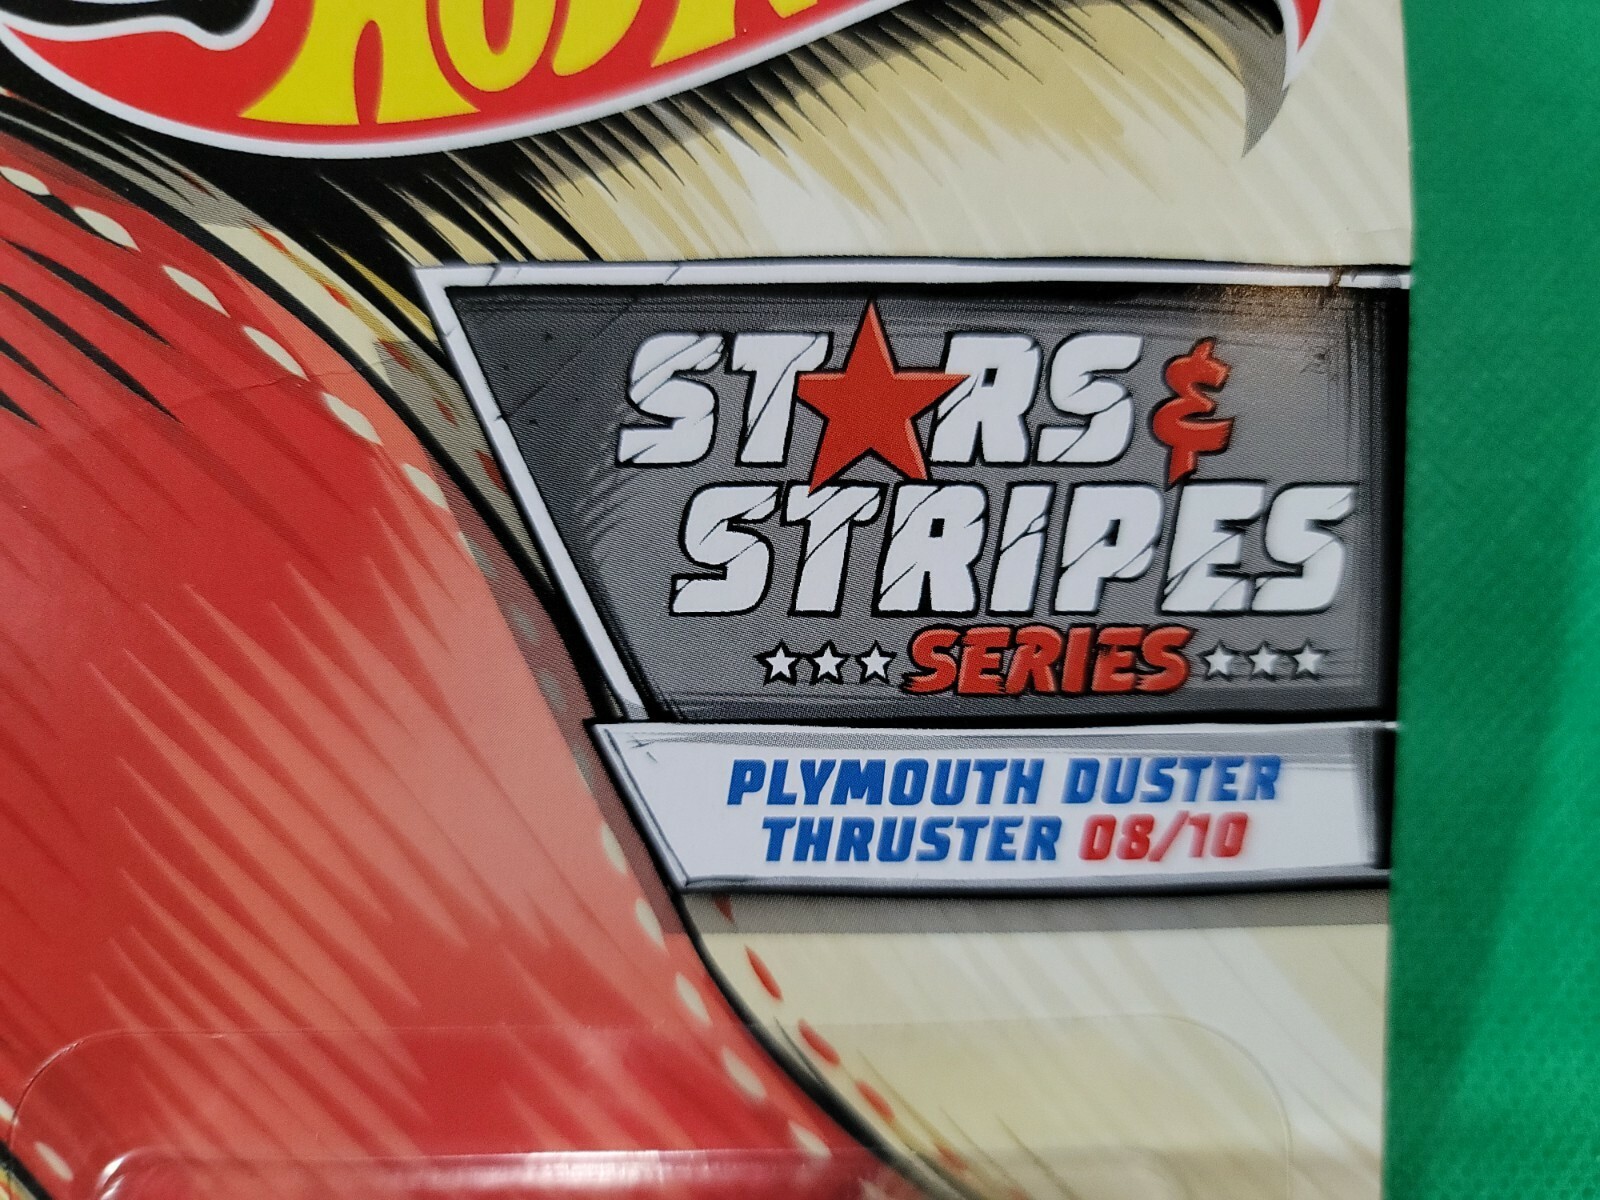 STARS &
STRIPES
SERIES
PLYMOUTH DUSTER
THRUSTER 08/10